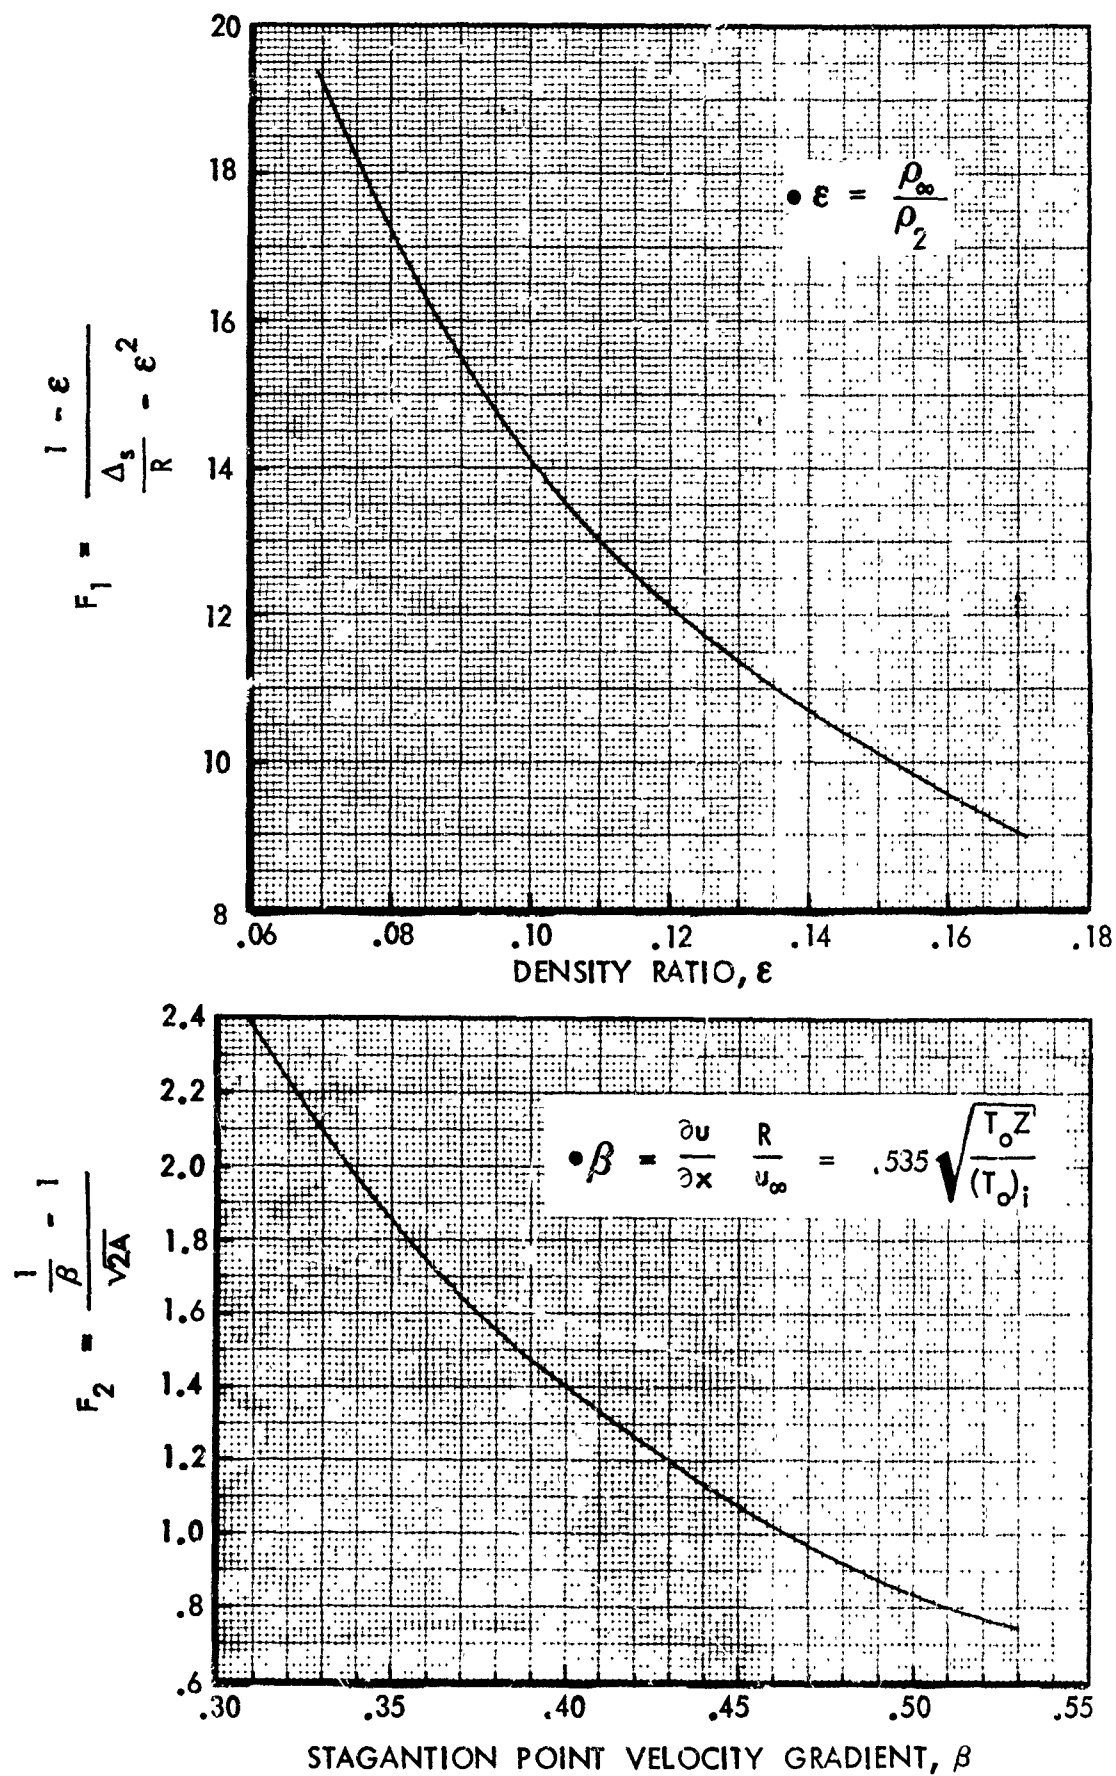 20
18
16
14
12
10
8
F₁ = (1 - ε) / (Δₛ/R - ε²)
● ε = ρ∞/ρ₂
.06 .08 .10 .12 .14 .16 .18
DENSITY RATIO, ε
2.4
2.2
2.0
1.8
1.6
1.4
1.2
1.0
.8
.6
F₂ = (1/β - 1) / √2A
● β = ∂u/∂x R/u∞ = .535 √(T₀Z/(T₀)ᵢ)
.30 .35 .40 .45 .50 .55
STAGANTION POINT VELOCITY GRADIENT, β